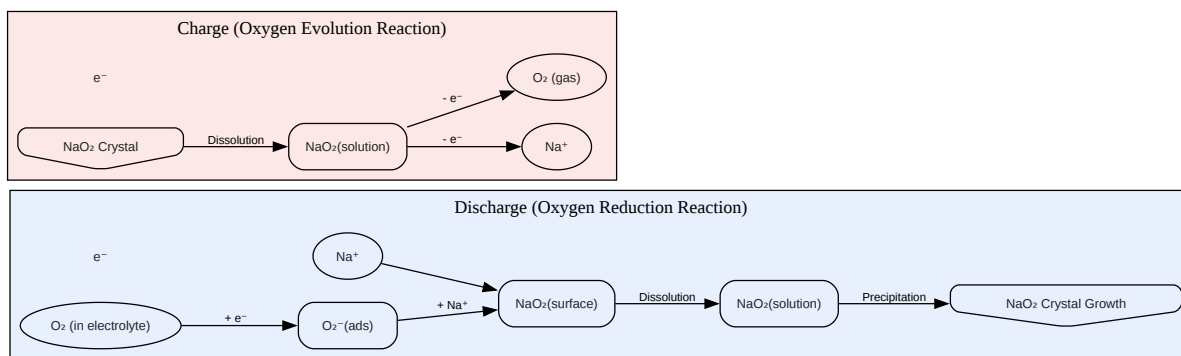 Charge (Oxygen Evolution Reaction)
e⁻
O₂ (gas)
- e⁻
NaO₂ Crystal
Dissolution
NaO₂(solution)
- e⁻
Na⁺
Discharge (Oxygen Reduction Reaction)
e⁻
Na⁺
O₂ (in electrolyte)
+ e⁻
O₂⁻(ads)
+ Na⁺
NaO₂(surface)
Dissolution
NaO₂(solution)
Precipitation
NaO₂ Crystal Growth